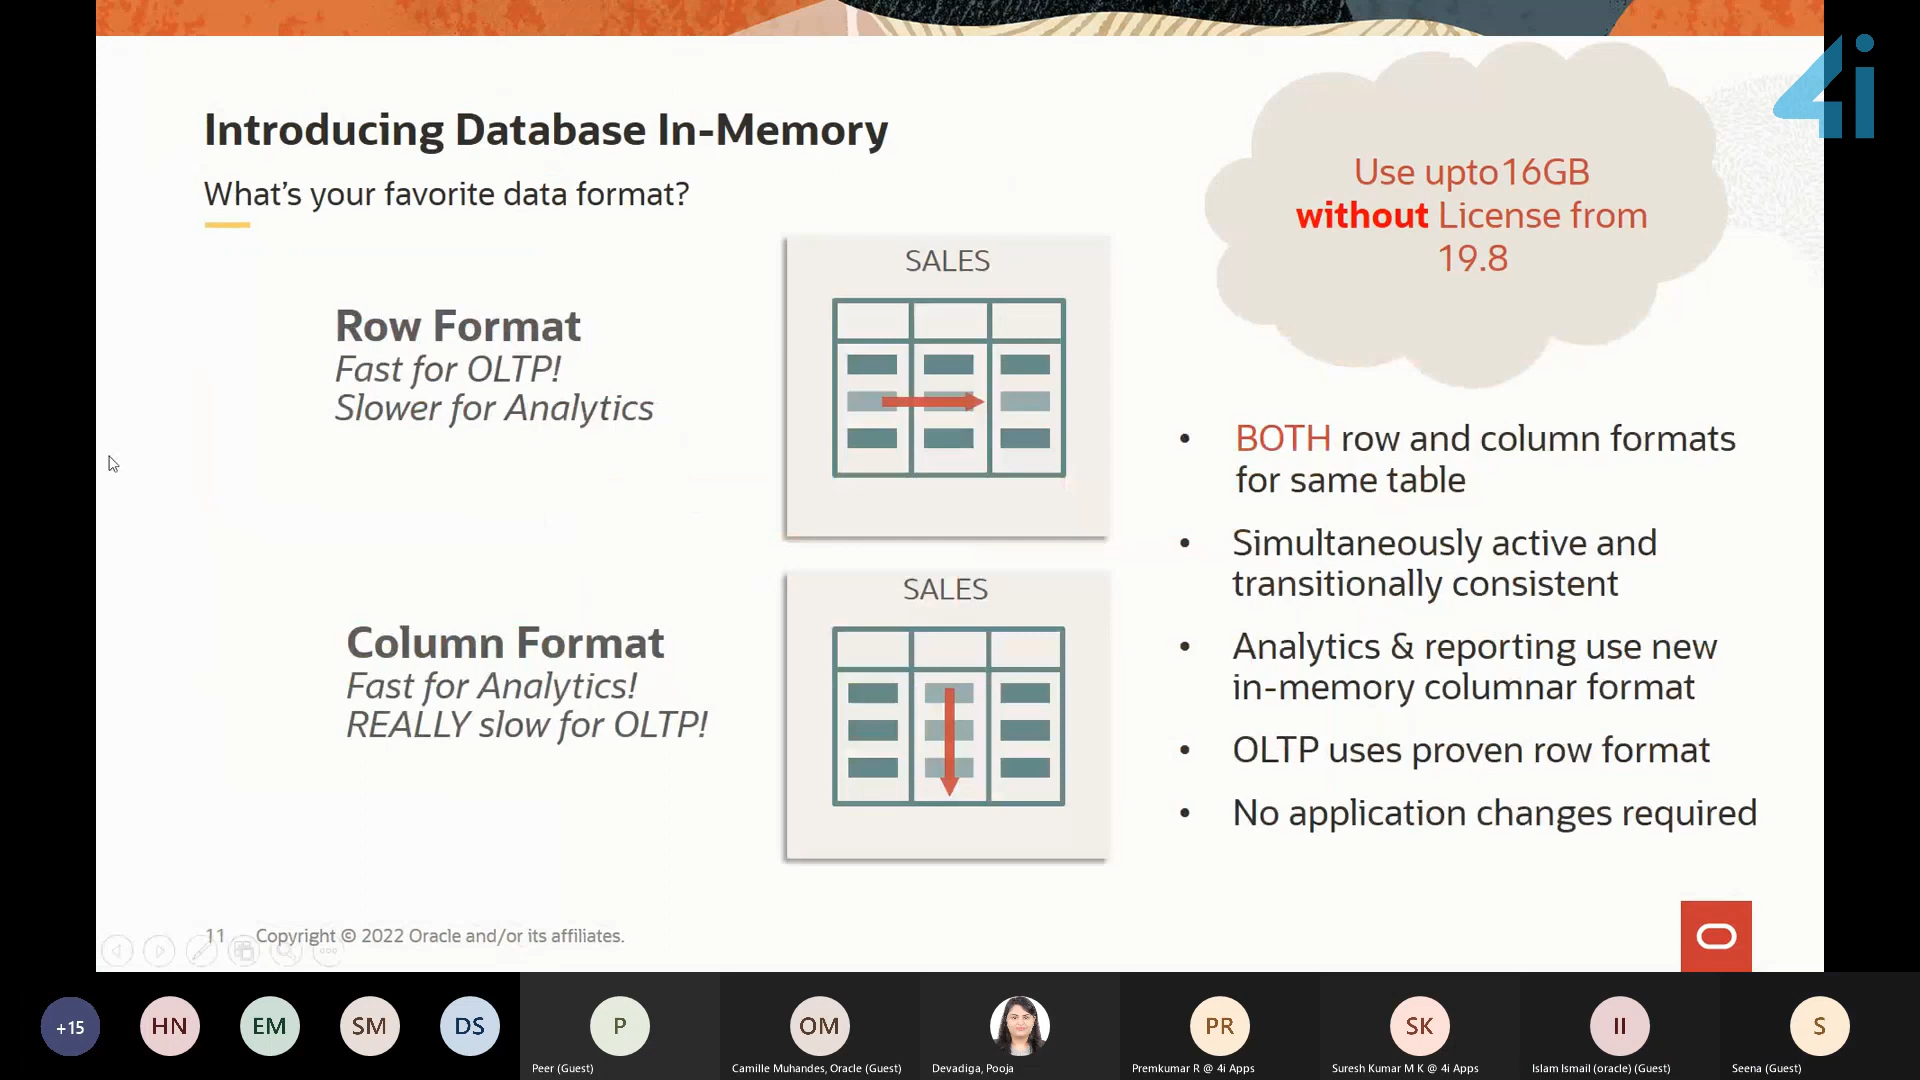 4i
Introducing Database In-Memory
What's your favorite data format?
Use upto16GB
without License from
19.8
SALES
Row Format
Fast for OLTP!
Slower for Analytics
• BOTH row and column formats
for same table
• Simultaneously active and
transitionally consistent
SALES
Column Format
Fast for Analytics!
REALLY slow for OLTP!
• Analytics & reporting use new
in-memory columnar format
• OLTP uses proven row format
• No application changes required
11 Copyright © 2022 Oracle and/or its affiliates.
+15
HN
EM
SM
DS
P
OM
PR
SK
II
S
Peer (Guest)
Camille Muhandes, Oracle (Guest)
Devadiga, Pooja
Premkumar R @ 4i Apps
Suresh Kumar M K @ 4i Apps
Islam Ismail (oracle) (Guest)
Seena (Guest)